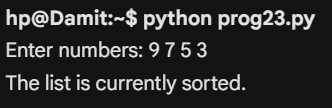 hp@Damit:~$ python prog23.py
Enter numbers: 9 7 5 3
The list is currently sorted.